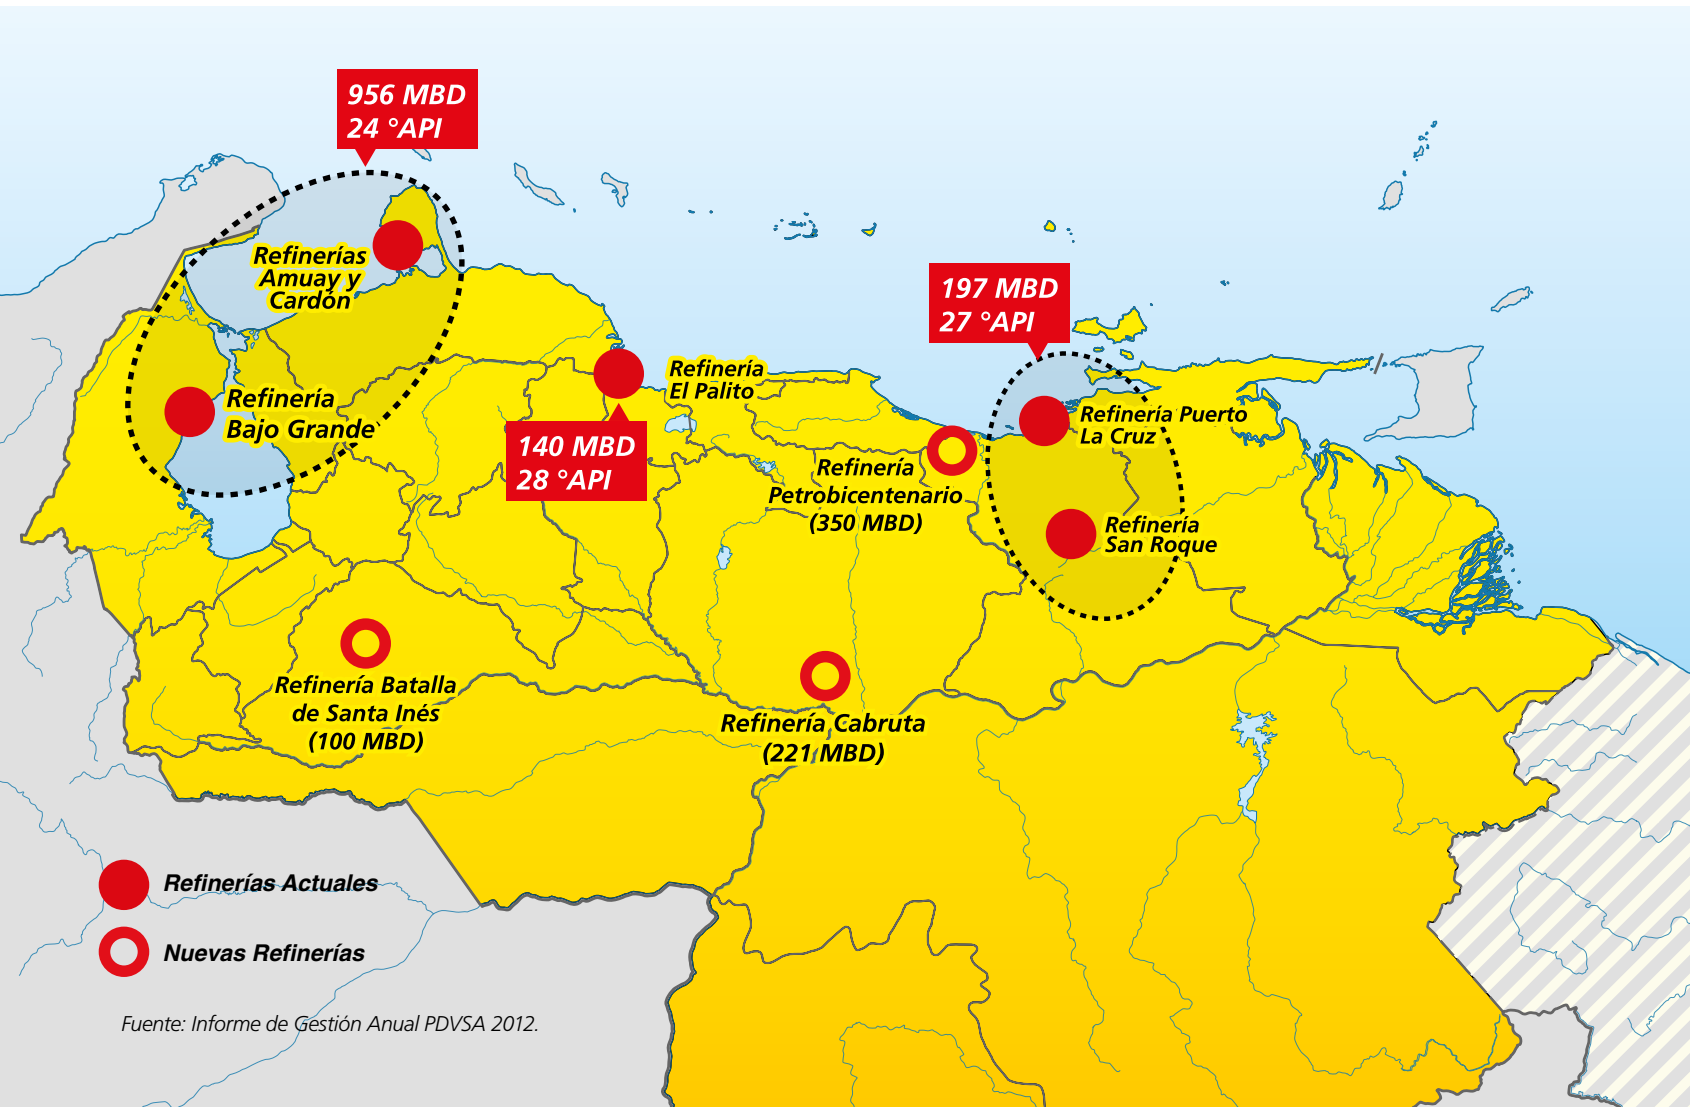 956 MBD
24 °API
Refinerías
Amuay y
Cardón
Refinería
Bajo Grande
Refinería
El Palito
140 MBD
28 °API
197 MBD
27 °API
Refinería Puerto
La Cruz
Refinería
Petrobicentenario
(350 MBD)
Refinería
San Roque
Refinería Batalla
de Santa Inés
(100 MBD)
Refinería Cabruta
(221 MBD)
Refinerías Actuales
Nuevas Refinerías
Fuente: Informe de Gestión Anual PDVSA 2012.